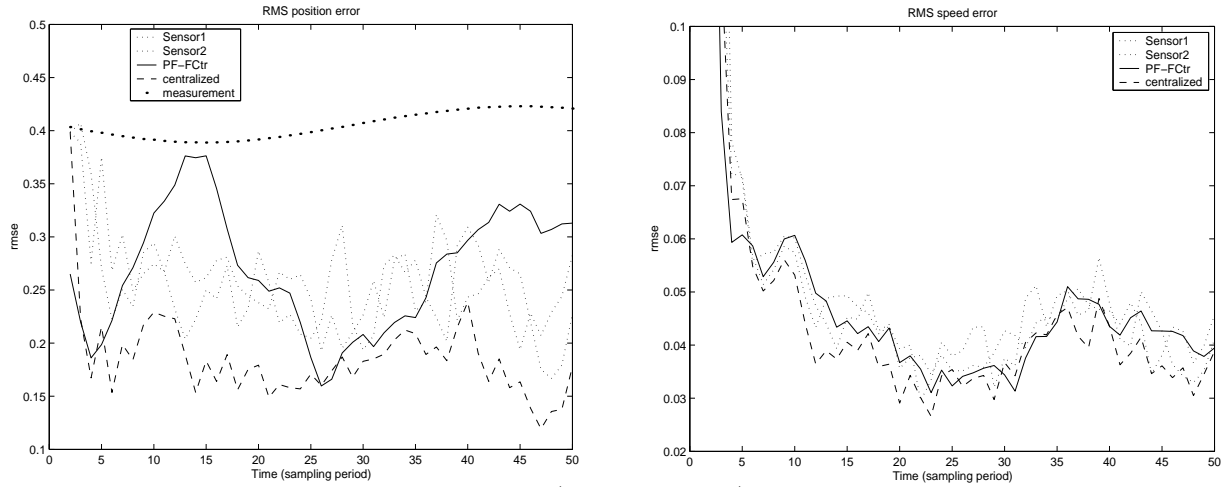 RMS position error
0.5
0.45
0.4
0.35
0.3
0.25
0.2
0.15
0.1
rmse
Sensor1
Sensor2
PF-FCtr
centralized
measurement
0 5 10 15 20 25 30 35 40 45 50
Time (sampling period)
RMS speed error
0.1
0.09
0.08
0.07
0.06
0.05
0.04
0.03
0.02
rmse
Sensor1
Sensor2
PF-FCtr
centralized
0 5 10 15 20 25 30 35 40 45 50
Time (sampling period)